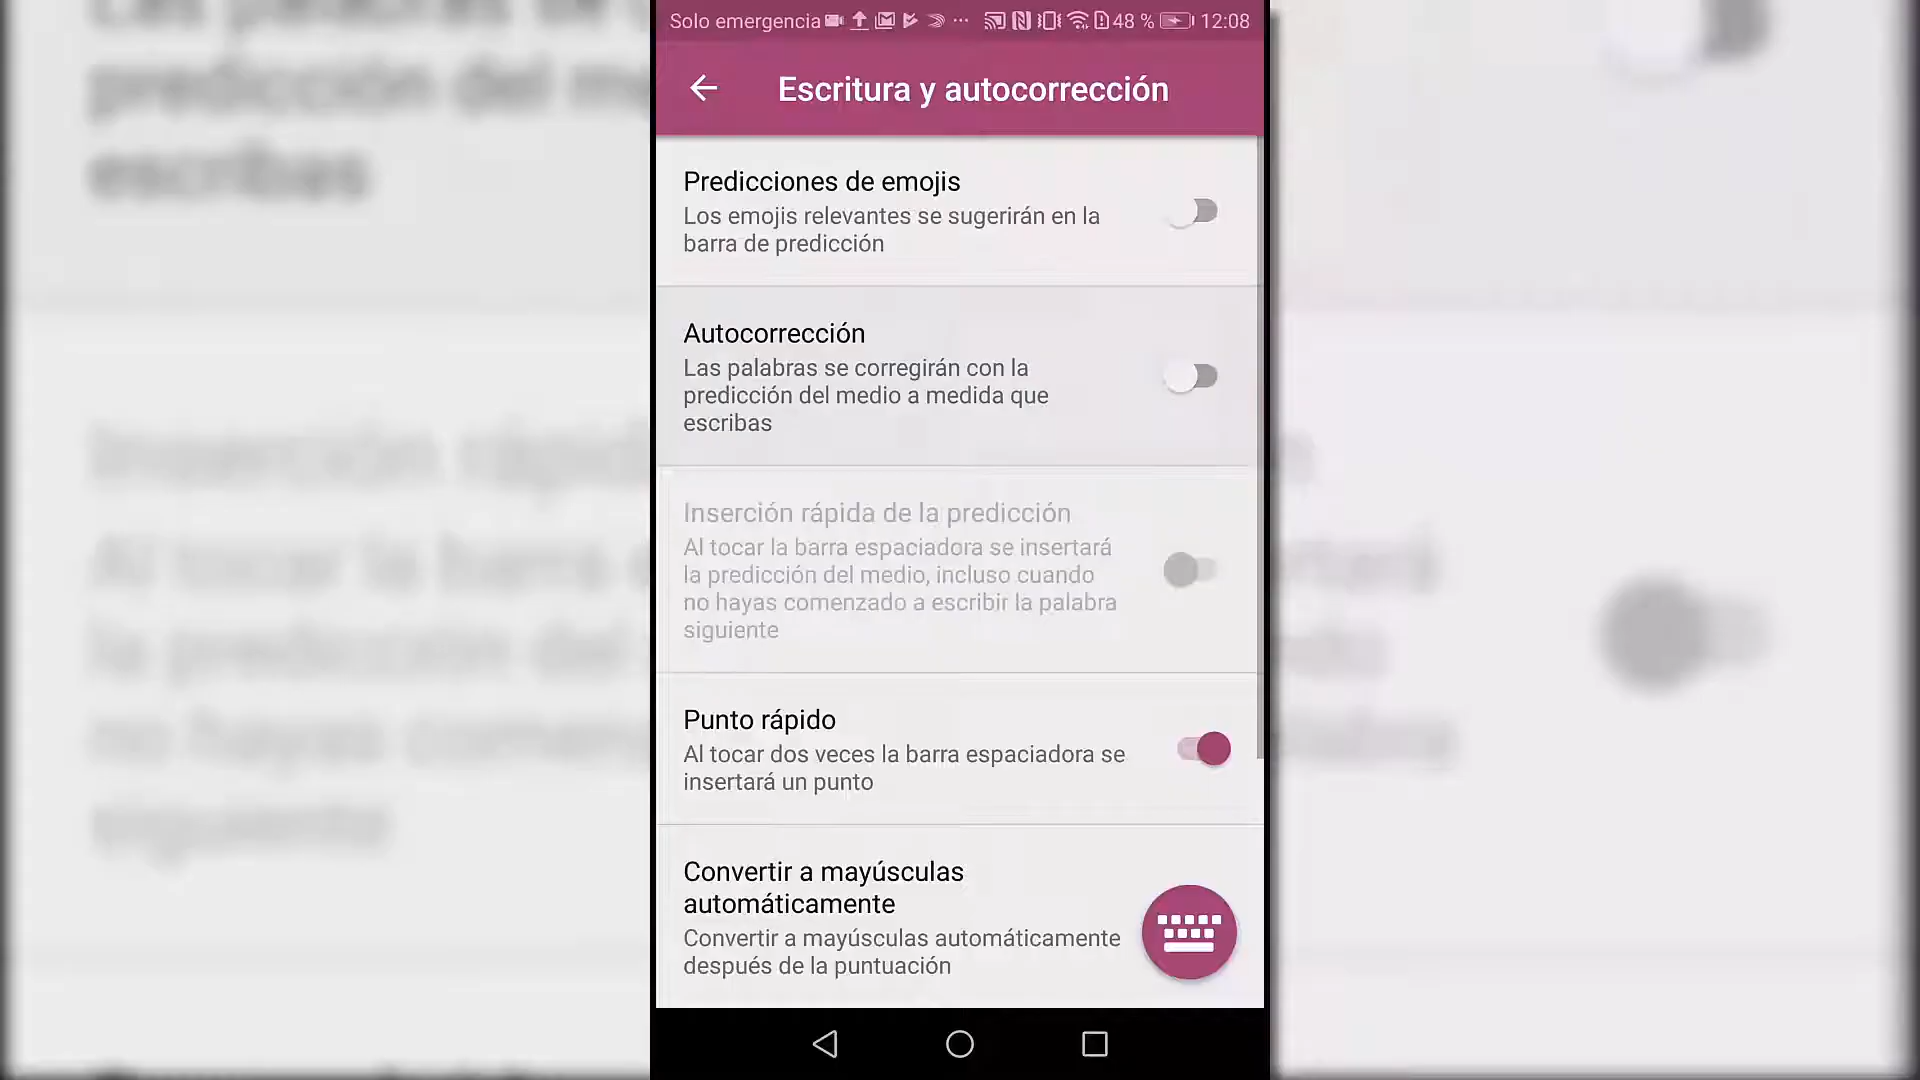 Solo emergencia 48 % 12:08
Escritura y autocorrección
Predicciones de emojis
Los emojis relevantes se sugerirán en la
barra de predicción
Autocorrección
Las palabras se corregirán con la
predicción del medio a medida que
escribas
Inserción rápida de la predicción
Al tocar la barra espaciadora se insertará
la predicción del medio, incluso cuando
no hayas comenzado a escribir la palabra
siguiente
Punto rápido
Al tocar dos veces la barra espaciadora se
insertará un punto
Convertir a mayúsculas
automáticamente
Convertir a mayúsculas automáticamente
después de la puntuación